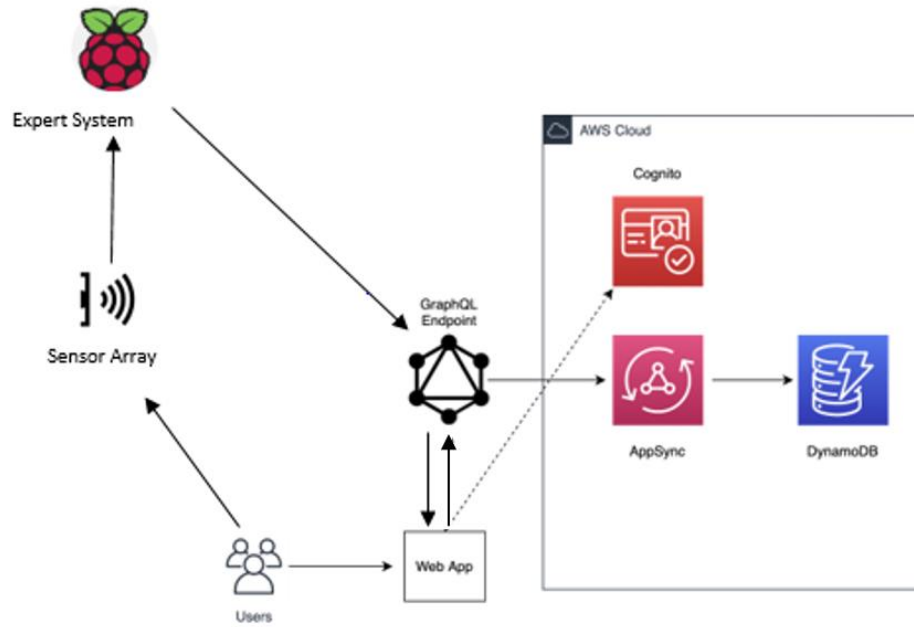 Expert System
AWS Cloud
Cognito
GraphQL
Endpoint
Sensor Array
AppSync
DynamoDB
Web App
Users